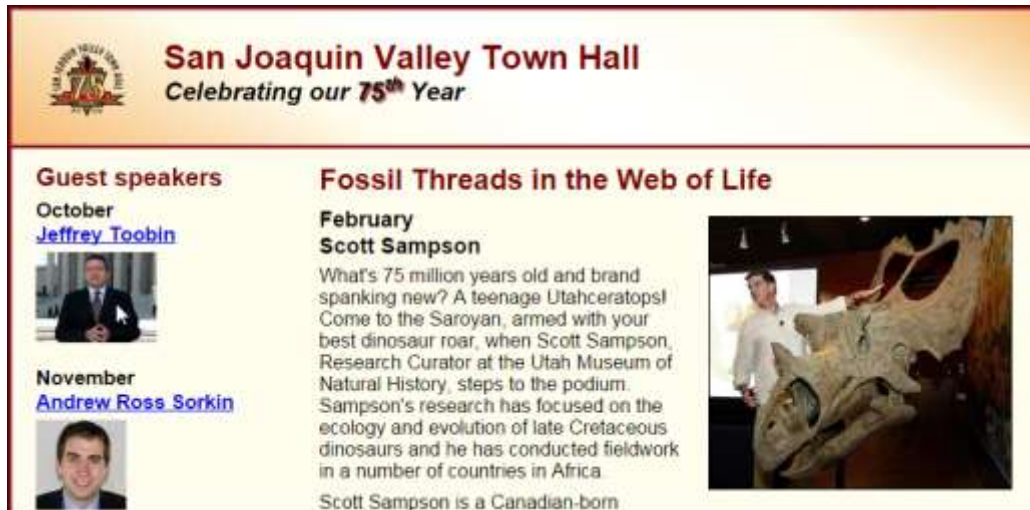 San Joaquin Valley Town Hall
Celebrating our 75th Year
Guest speakers
October
Jeffrey Toobin
November
Andrew Ross Sorkin
Fossil Threads in the Web of Life
February
Scott Sampson
What's 75 million years old and brand
spanking new? A teenage Utahceratops!
Come to the Saroyan, armed with your
best dinosaur roar, when Scott Sampson,
Research Curator at the Utah Museum of
Natural History, steps to the podium.
Sampson's research has focused on the
ecology and evolution of late Cretaceous
dinosaurs and he has conducted fieldwork
in a number of countries in Africa.
Scott Sampson is a Canadian-born